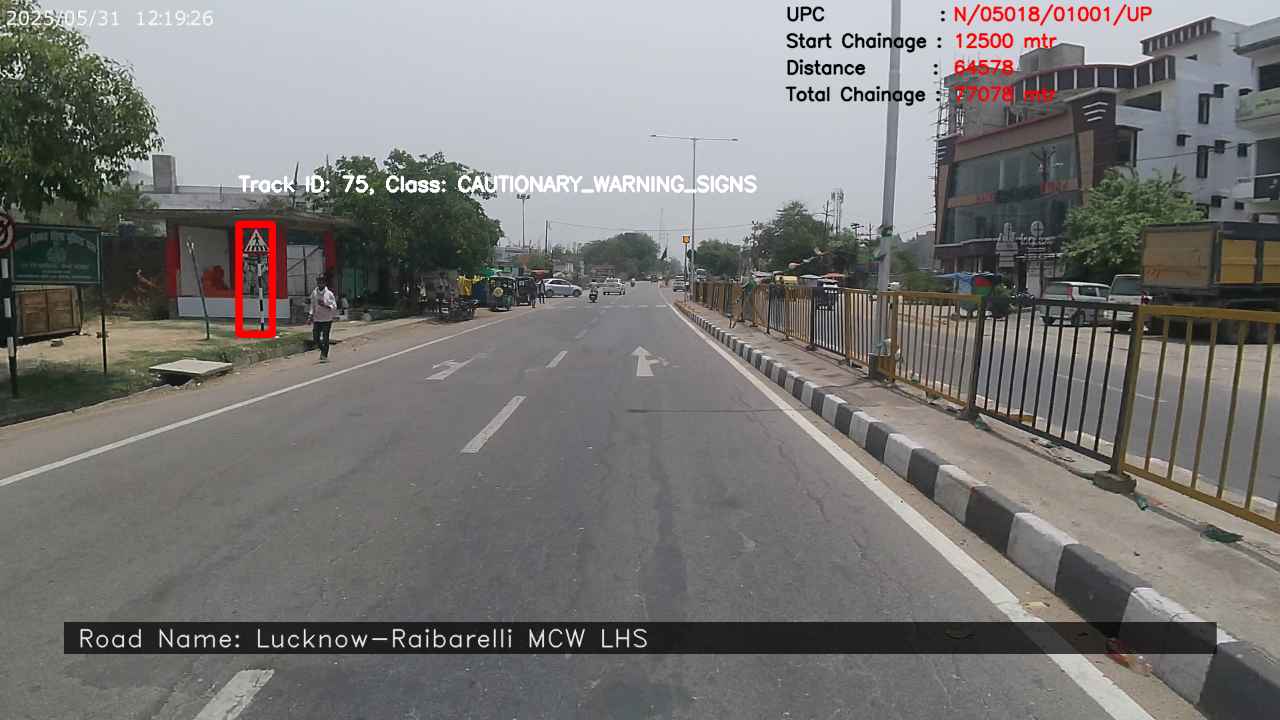 2025/05/31 12:19:26
UPC : N/05018/01001/UP
Start Chainage : 12500 mtr
Distance : 64578
Total Chainage : 77078 mtr
Track ID: 75, Class: CAUTIONARY_WARNING_SIGNS
Road Name: Lucknow-Raibarelli MCW LHS